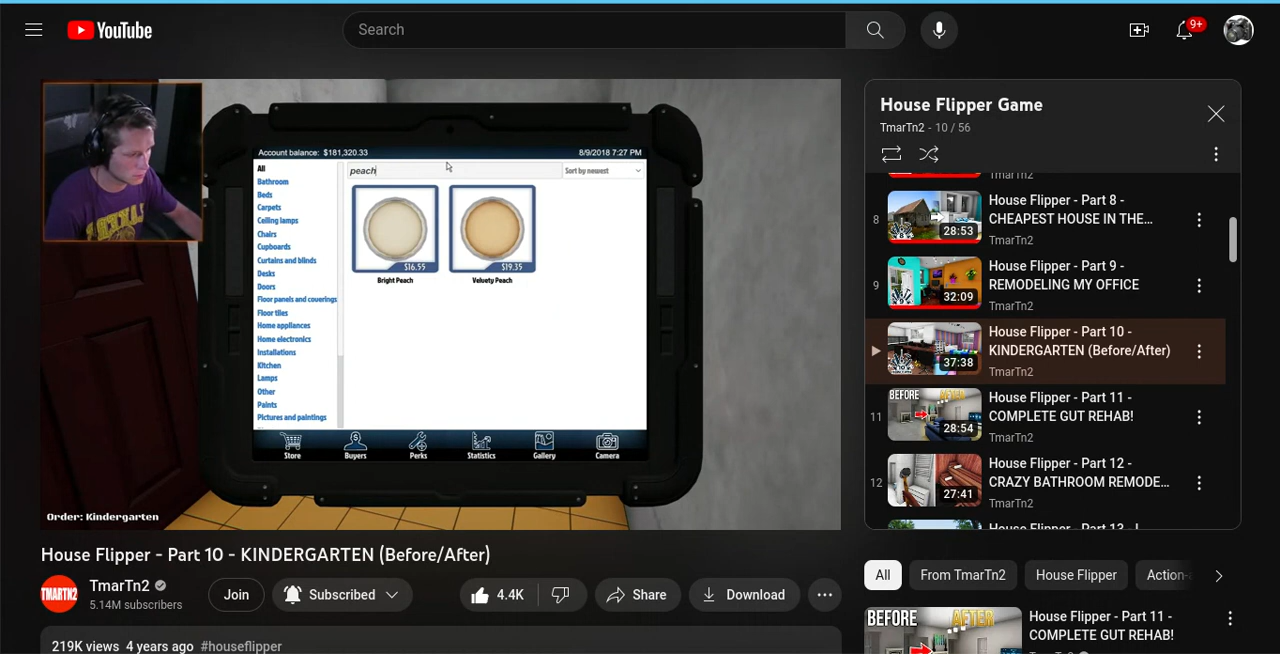 YouTube
Search
9+
Account balance: $181,320.33
8/9/2018 7:27 PM
All
Bathroom
Beds
Carpets
Ceiling lamps
Chairs
Cupboards
Curtains and blinds
Desks
Doors
Floor panels and coverings
Floor tiles
Home appliances
Home electronics
Installations
Kitchen
Lamps
Other
Paints
Pictures and paintings
peach
Sort by newest
$16.55
$19.35
Bright Peach
Velvety Peach
Store
Buyers
Perks
Statistics
Gallery
Camera
Order: Kindergarten
House Flipper - Part 10 - KINDERGARTEN (Before/After)
TMARTN2
TmarTn2
5.14M subscribers
Join
Subscribed
4.4K
Share
Download
219K views 4 years ago #houseflipper
House Flipper Game
TmarTn2 - 10 / 56
TmarTn2
8
28:53
House Flipper - Part 8 -
CHEAPEST HOUSE IN THE...
TmarTn2
9
32:09
House Flipper - Part 9 -
REMODELING MY OFFICE
TmarTn2
37:38
House Flipper - Part 10 -
KINDERGARTEN (Before/After)
TmarTn2
11
BEFORE AFTER
28:54
House Flipper - Part 11 -
COMPLETE GUT REHAB!
TmarTn2
12
27:41
House Flipper - Part 12 -
CRAZY BATHROOM REMODE...
TmarTn2
House Flipper - Part 13 - I
All
From TmarTn2
House Flipper
Action-
BEFORE AFTER
House Flipper - Part 11 -
COMPLETE GUT REHAB!